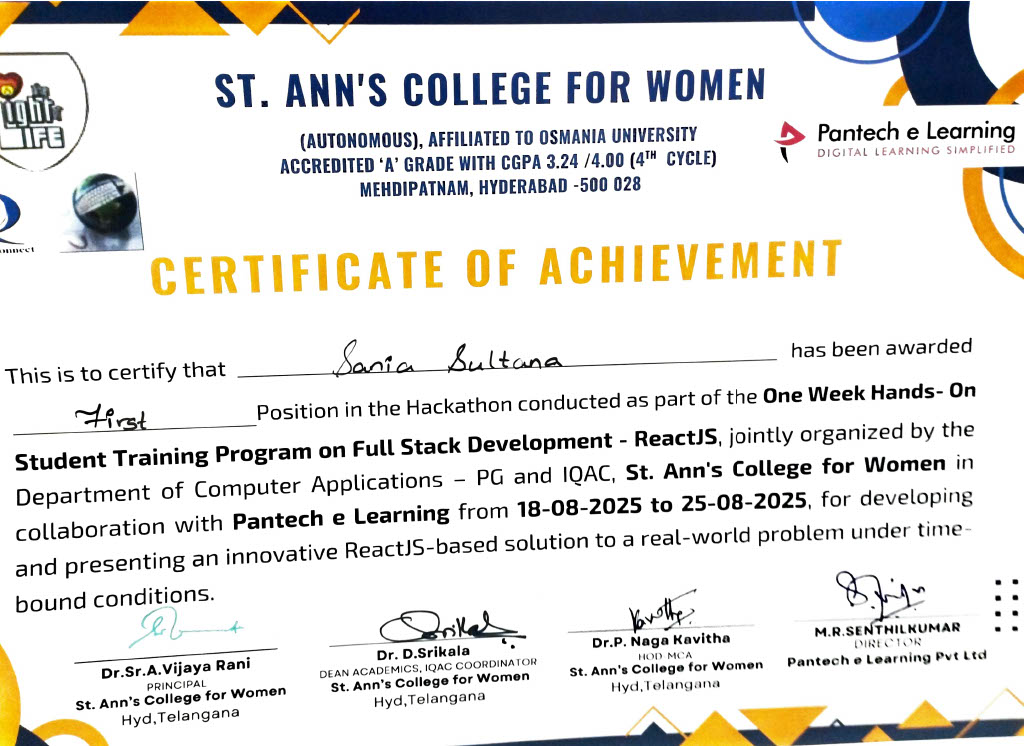 Light
LIFE
ST. ANN'S COLLEGE FOR WOMEN
(AUTONOMOUS), AFFILIATED TO OSMANIA UNIVERSITY
ACCREDITED ‘A’ GRADE WITH CGPA 3.24 /4.00 (4TH CYCLE)
MEHDIPATNAM, HYDERABAD -500 028
Pantech e Learning
DIGITAL LEARNING SIMPLIFIED
CERTIFICATE OF ACHIEVEMENT
This is to certify that Sania Sultana has been awarded
First Position in the Hackathon conducted as part of the One Week Hands- On
Student Training Program on Full Stack Development - ReactJS, jointly organized by the
Department of Computer Applications – PG and IQAC, St. Ann's College for Women in
collaboration with Pantech e Learning from 18-08-2025 to 25-08-2025, for developing
and presenting an innovative ReactJS-based solution to a real-world problem under time-
bound conditions.
Dr.Sr.A.Vijaya Rani
PRINCIPAL
St. Ann's College for Women
Hyd,Telangana
Dr. D.Srikala
DEAN ACADEMICS, IQAC COORDINATOR
St. Ann's College for Women
Hyd,Telangana
Kavitha
Dr.P. Naga Kavitha
HOD-MCA
St. Ann's College for Women
Hyd,Telangana
M.R.SENTHILKUMAR
DIRECTOR
Pantech e Learning Pvt Ltd